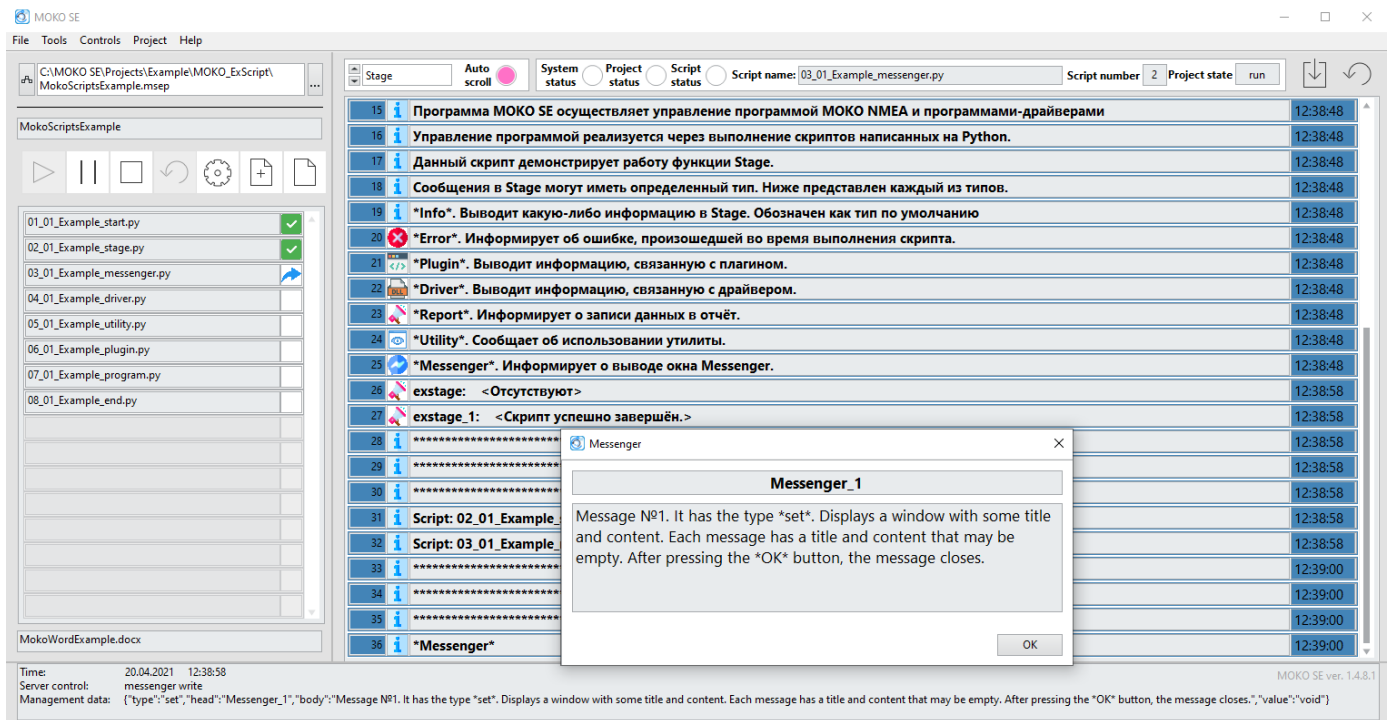 MOKO SE
File Tools Controls Project Help
C:\MOKO SE\Projects\Example\MOKO_ExScript\
MokoScriptsExample.msep
...
MokoScriptsExample
01_01_Example_start.py
02_01_Example_stage.py
03_01_Example_messenger.py
04_01_Example_driver.py
05_01_Example_utility.py
06_01_Example_plugin.py
07_01_Example_program.py
08_01_Example_end.py
MokoWordExample.docx
Stage Auto scroll System status Project status Script status Script name: 03_01_Example_messenger.py Script number 2 Project state run
15 Программа MOKO SE осуществляет управление программой MOKO NMEA и программами-драйверами 12:38:48
16 Управление программой реализуется через выполнение скриптов написанных на Python. 12:38:48
17 Данный скрипт демонстрирует работу функции Stage. 12:38:48
18 Сообщения в Stage могут иметь определенный тип. Ниже представлен каждый из типов. 12:38:48
19 *Info*. Выводит какую-либо информацию в Stage. Обозначен как тип по умолчанию 12:38:48
20 *Error*. Информирует об ошибке, произошедшей во время выполнения скрипта. 12:38:48
21 *Plugin*. Выводит информацию, связанную с плагином. 12:38:48
22 DLL *Driver*. Выводит информацию, связанную с драйвером. 12:38:48
23 *Report*. Информирует о записи данных в отчёт. 12:38:48
24 *Utility*. Сообщает об использовании утилиты. 12:38:48
25 *Messenger*. Информирует о выводе окна Messenger. 12:38:48
26 exstage: <Отсутствуют> 12:38:58
27 exstage_1: <Скрипт успешно завершён.> 12:38:58
28 *********************** 12:38:58
29 *********************** 12:38:58
30 *********************** 12:38:58
31 Script: 02_01_Example_ 12:38:58
32 Script: 03_01_Example_ 12:38:58
33 *********************** 12:39:00
34 *********************** 12:39:00
35 *********************** 12:39:00
36 *Messenger* 12:39:00
Messenger
Messenger_1
Message №1. It has the type *set*. Displays a window with some title
and content. Each message has a title and content that may be
empty. After pressing the *OK* button, the message closes.
OK
Time: 20.04.2021 12:38:58
MOKO SE ver. 1.4.8.1
Server control: messenger write
Management data: {"type":"set","head":"Messenger_1","body":"Message №1. It has the type *set*. Displays a window with some title and content. Each message has a title and content that may be empty. After pressing the *OK* button, the message closes.","value":"void"}